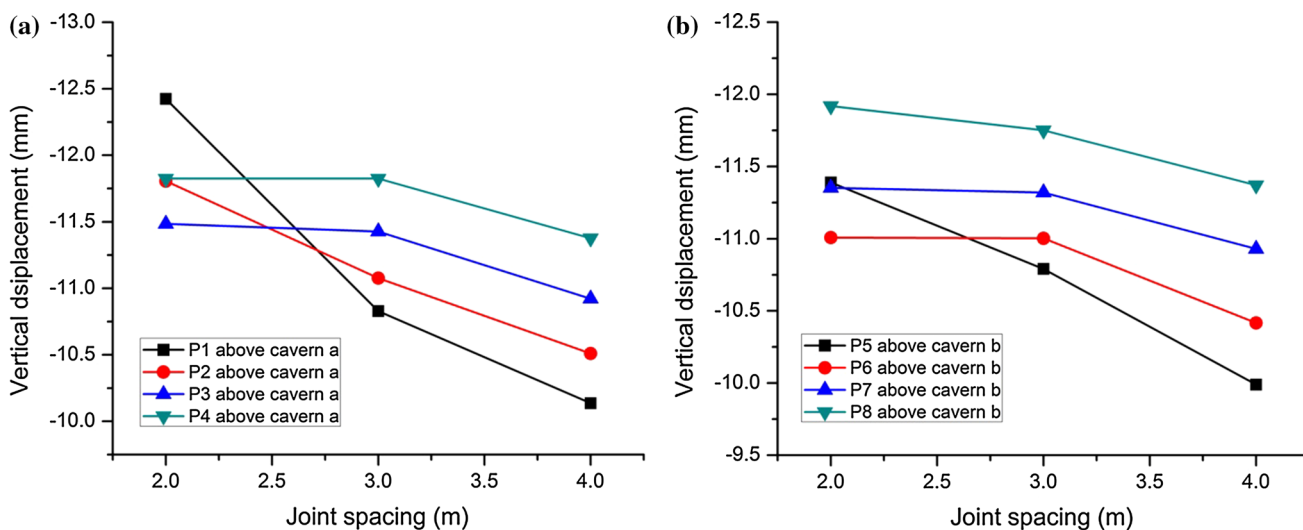 (a)
-13.0
-12.5
-12.0
-11.5
-11.0
-10.5
-10.0
Vertical dsiplacement (mm)
P1 above cavern a
P2 above cavern a
P3 above cavern a
P4 above cavern a
2.0 2.5 3.0 3.5 4.0
Joint spacing (m)
(b)
-12.5
-12.0
-11.5
-11.0
-10.5
-10.0
-9.5
Vertical dsiplacement (mm)
P5 above cavern b
P6 above cavern b
P7 above cavern b
P8 above cavern b
2.0 2.5 3.0 3.5 4.0
Joint spacing (m)